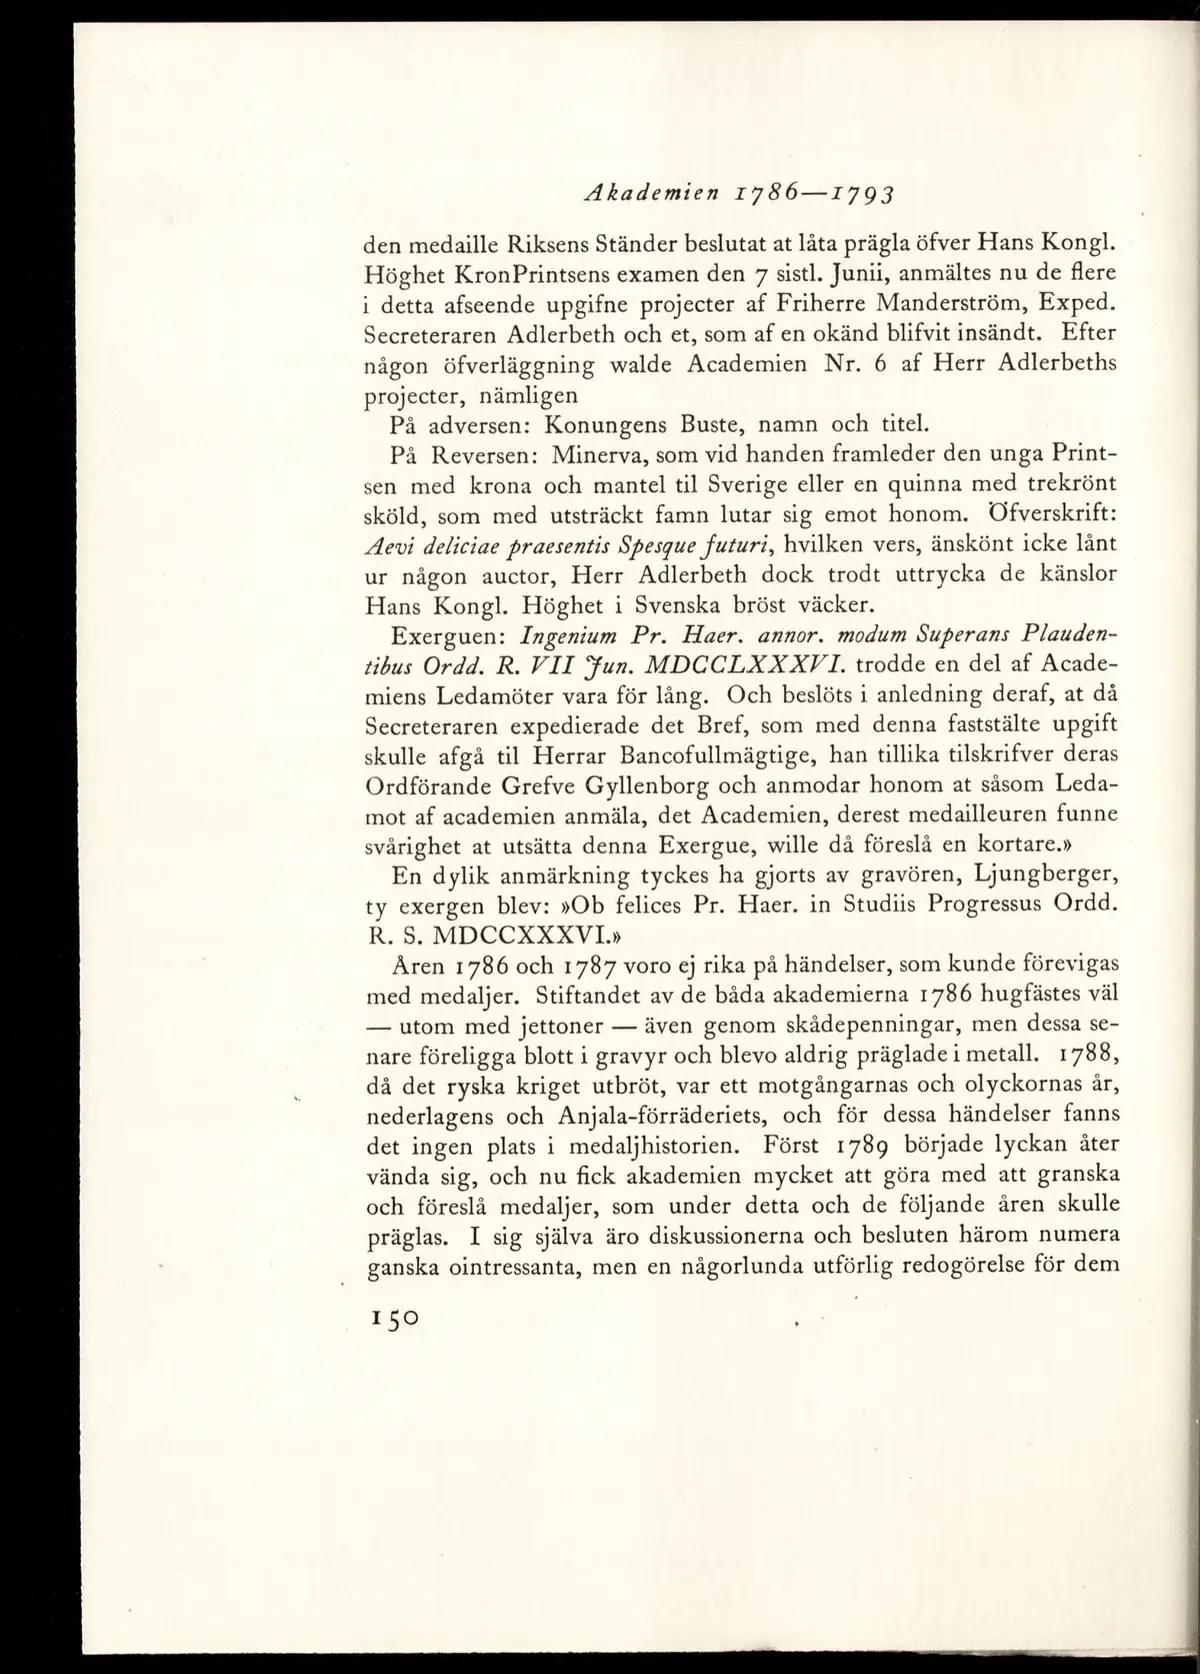 Akademien 1786—1793
den medaille Riksens Ständer beslutat at låta prägla öfver Hans Kongl.
Höghet KronPrintsens examen den 7 sistl. Junii, anmältes nu de flere
i detta afseende upgifne projecter af Friherre Manderström, Exped.
Secreteraren Adlerbeth och et, som af en okänd blifvit insändt. Efter
någon öfverläggning walde Academien Nr. 6 af Herr Adlerbeths
projecter, nämligen
På adversen: Konungens Buste, namn och titel.
På Reversen: Minerva, som vid handen framleder den unga Print-
sen med krona och mantel til Sverige eller en quinna med trekrönt
sköld, som med utsträckt famn lutar sig emot honom. Öfverskrift:
Aevi deliciae praesentis Spesque futuri, hvilken vers, änskönt icke lånt
ur någon auctor, Herr Adlerbeth dock trodt uttrycka de känslor
Hans Kongl. Höghet i Svenska bröst väcker.
Exerguen: Ingenium Pr. Haer. annor. modum Superans Plauden-
tibus Ordd. R. VII Jun. MDCCLXXXVI. trodde en del af Acade-
miens Ledamöter vara för lång. Och beslöts i anledning deraf, at då
Secreteraren expedierade det Bref, som med denna faststälte upgift
skulle afgå til Herrar Bancofullmägtige, han tillika tilskrifver deras
Ordförande Grefve Gyllenborg och anmodar honom at såsom Leda-
mot af academien anmäla, det Academien, derest medailleuren funne
svårighet at utsätta denna Exergue, wille då föreslå en kortare.»
En dylik anmärkning tyckes ha gjorts av gravören, Ljungberger,
ty exergen blev: »Ob felices Pr. Haer. in Studiis Progressus Ordd.
R. S. MDCCXXXVI.»
Åren 1786 och 1787 voro ej rika på händelser, som kunde förevigas
med medaljer. Stiftandet av de båda akademierna 1786 hugfästes väl
— utom med jettoner — även genom skådepenningar, men dessa se-
nare föreligga blott i gravyr och blevo aldrig präglade i metall. 1788,
då det ryska kriget utbröt, var ett motgångarnas och olyckornas år,
nederlagens och Anjala-förräderiets, och för dessa händelser fanns
det ingen plats i medaljhistorien. Först 1789 började lyckan åter
vända sig, och nu fick akademien mycket att göra med att granska
och föreslå medaljer, som under detta och de följande åren skulle
präglas. I sig själva äro diskussionerna och besluten härom numera
ganska ointressanta, men en någorlunda utförlig redogörelse för dem
150